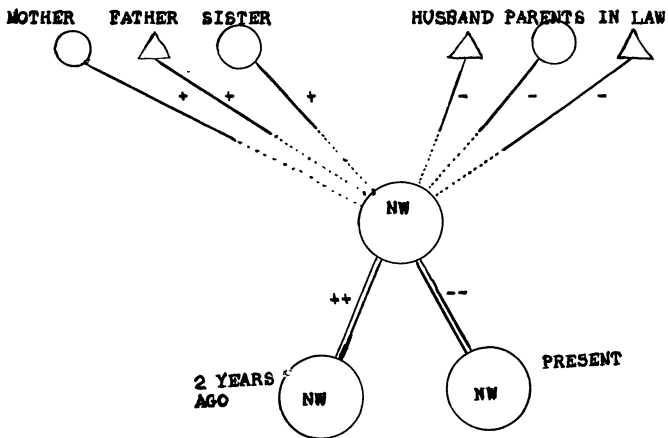 MOTHER FATHER SISTER HUSBAND PARENTS IN LAW
+ + + - - -
NW
++ --
PRESENT
2 YEARS
AGO
NW NW